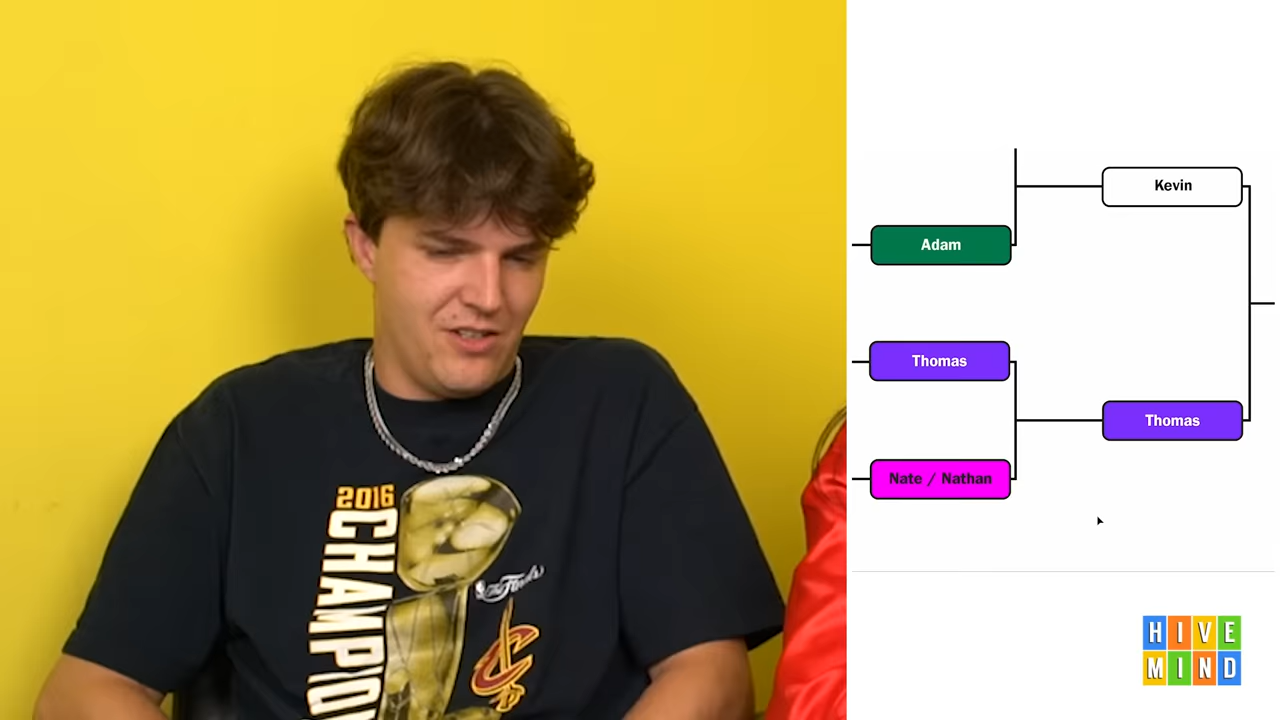 Kevin
Adam
Thomas
Thomas
Nate / Nathan
2016
CHAMPIO
The Finals
HIVE
MIND